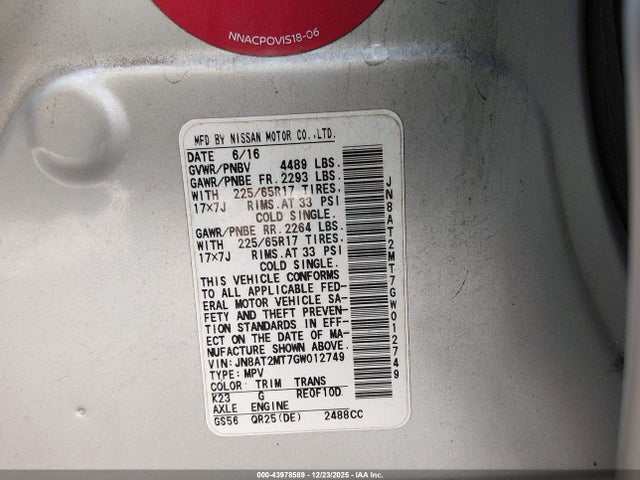 NNACPOVIS18-06
MFD BY NISSAN MOTOR CO.,LTD.
DATE 6/16
GVWR/PNBV 4489 LBS.
GAWR/PNBE FR. 2293 LBS.
WITH 225/65R17 TIRES.
17×7J RIMS.AT 33 PSI
COLD SINGLE.
GAWR/PNBE RR. 2264 LBS.
WITH 225/65R17 TIRES.
17×7J RIMS.AT 33 PSI
COLD SINGLE.
THIS VEHICLE CONFORMS
TO ALL APPLICABLE FED-
ERAL MOTOR VEHICLE SA-
FETY AND THEFT PREVEN-
TION STANDARDS IN EFF-
ECT ON THE DATE OF MA-
NUFACTURE SHOWN ABOVE.
VIN: JN8AT2MT7GW012749
TYPE: MPV
COLOR TRIM TRANS
K23 G RE0F10D
AXLE ENGINE
GS56 QR25(DE) 2488CC
JN8AT2MT7GW012749
000-43978589 - 12/23/2025 - IAA Inc.